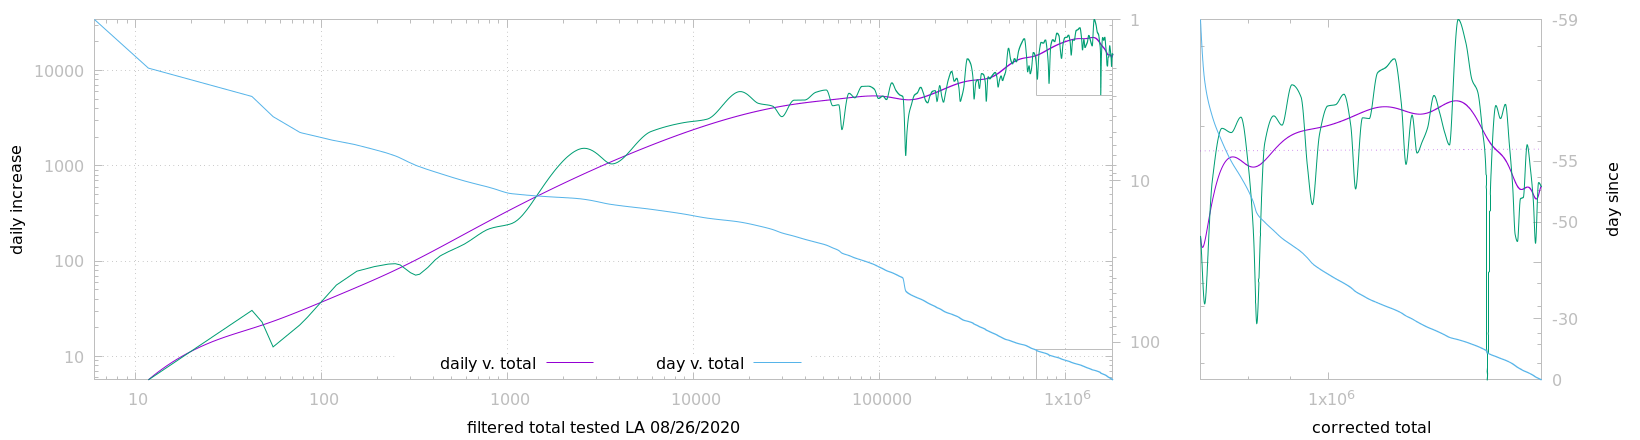 daily increase
10000
1000
100
10
10
100
1000
10000
100000
1x10^6
filtered total tested LA 08/26/2020
daily v. total
day v. total
1
10
100
1x10^6
corrected total
-59
-55
-50
-30
0
day since